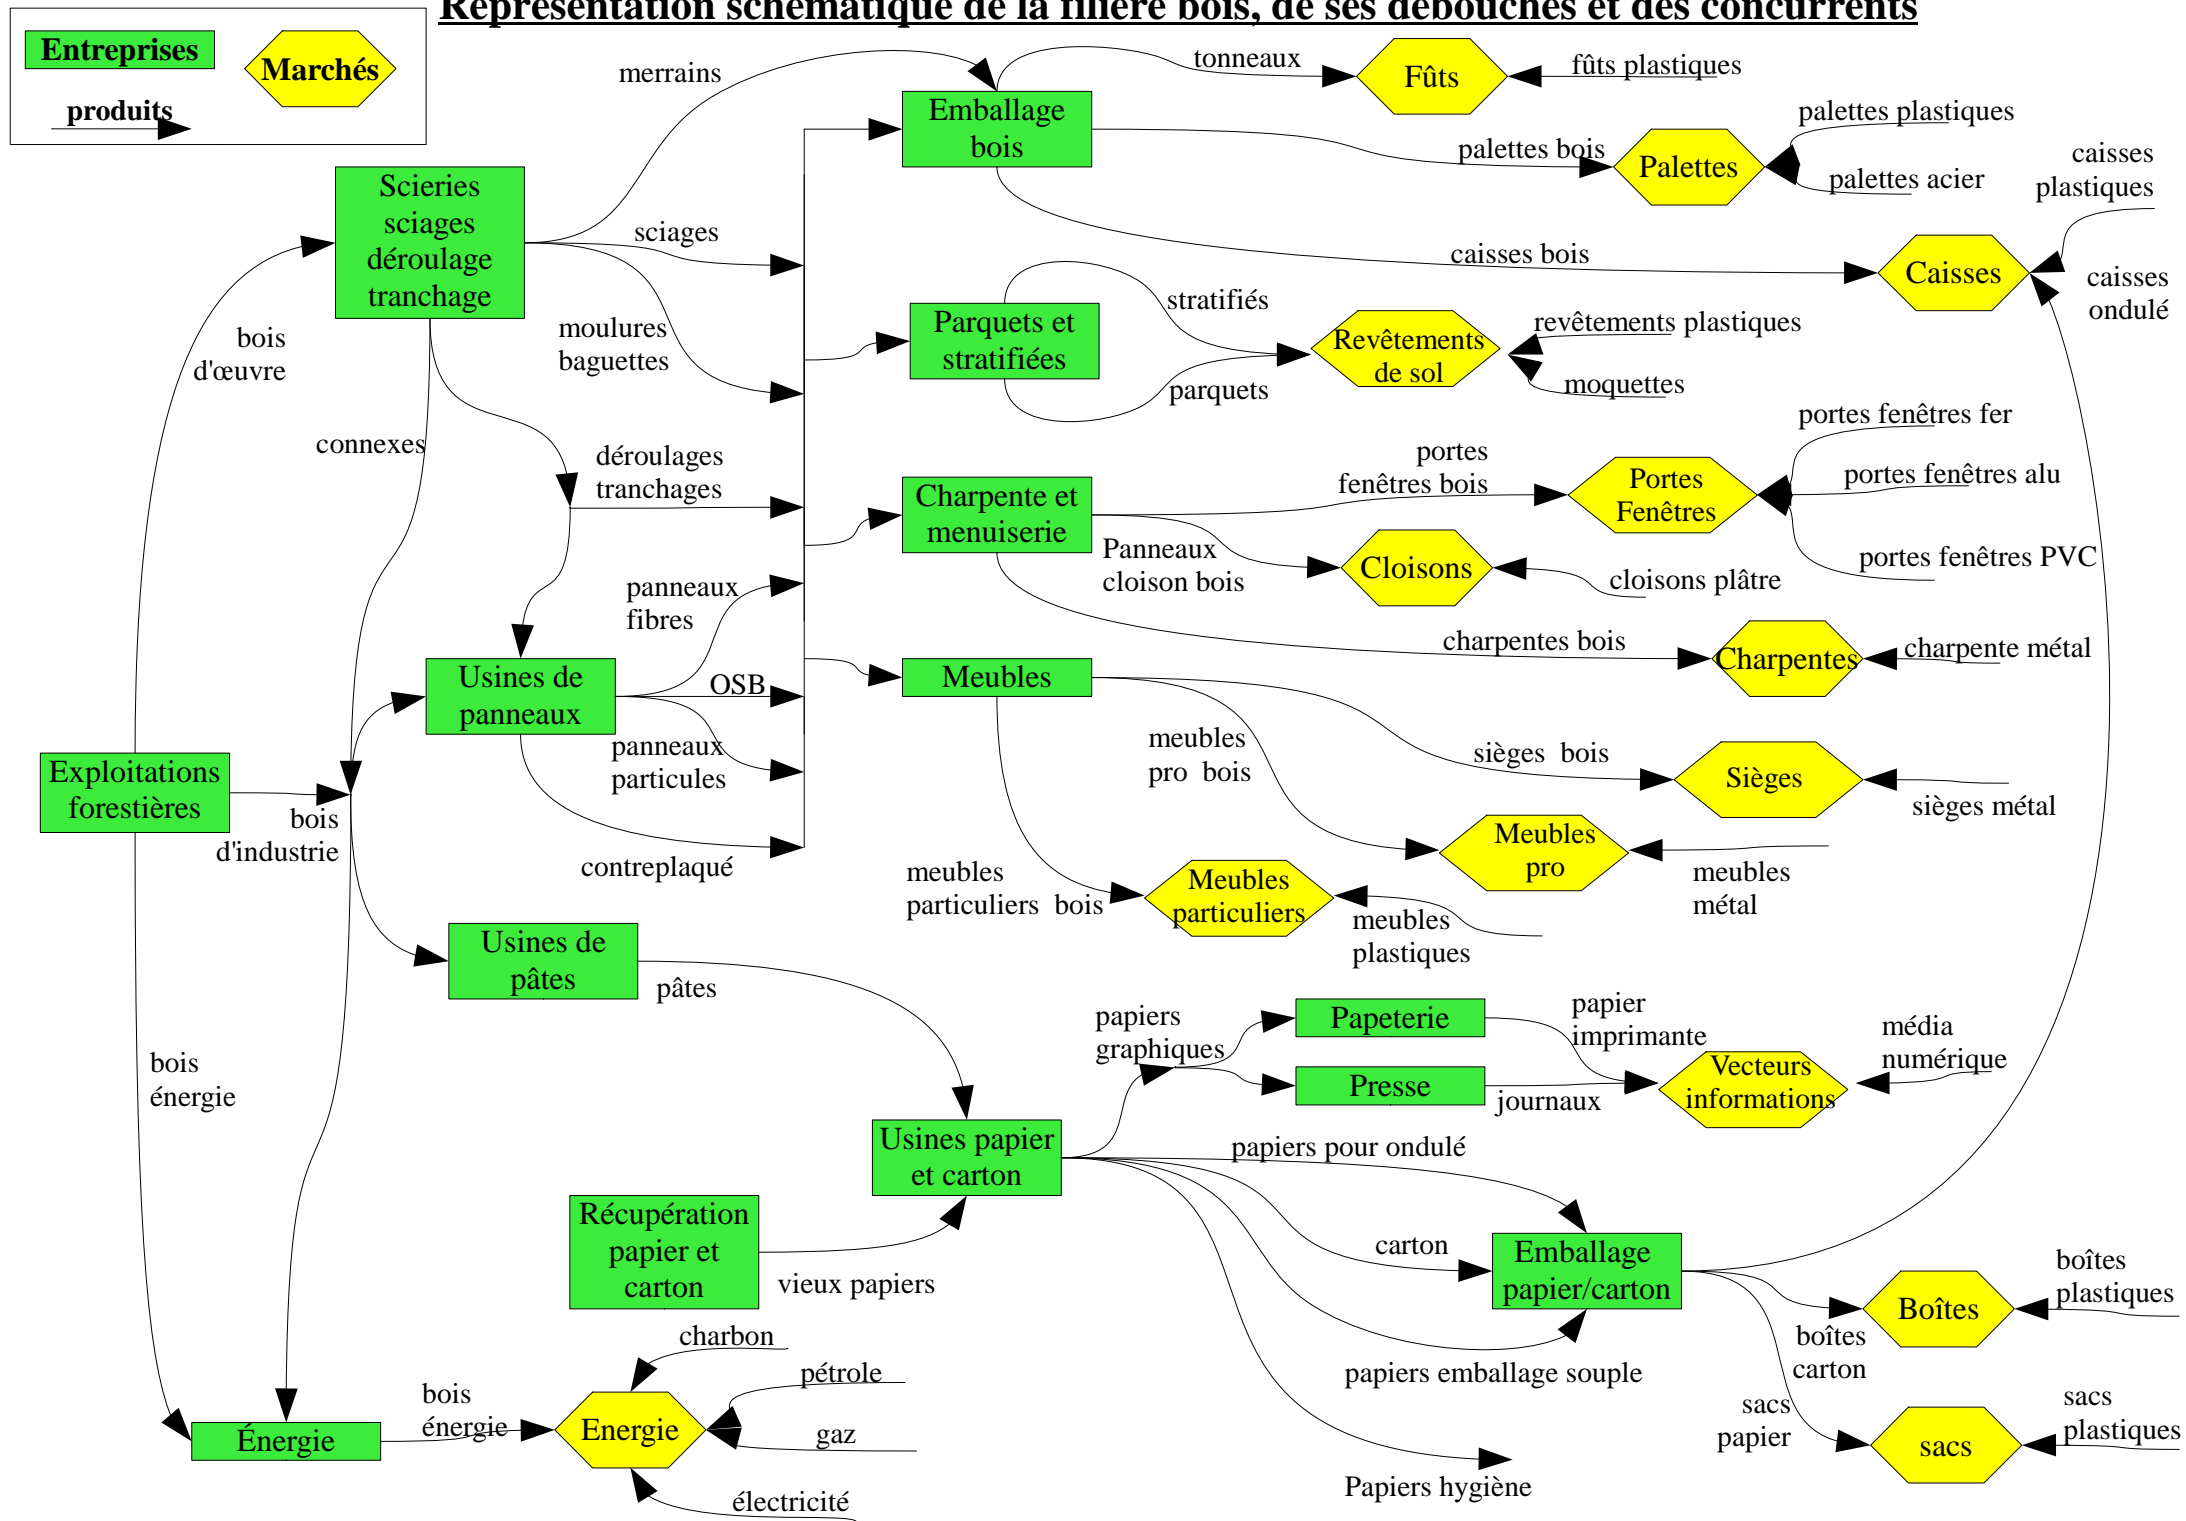 Représentation schématique de la filière bois, de ses débouchés et des concurrents
Entreprises
Marchés
produits
merrains
sciages
moulures
baguettes
Scieries
sciages
déroulage
tranchage
bois
d'œuvre
connexes
déroulages
tranchages
panneaux
fibres
OSB
panneaux
particules
contreplaqué
Usines de
panneaux
Exploitations
forestières
bois
d'industrie
bois
énergie
Usines de
pâtes
pâtes
Emballage
bois
tonneaux
Fûts
fûts plastiques
palettes bois
Palettes
palettes plastiques
palettes acier
caisses bois
Caisses
caisses
plastiques
caisses
ondulé
Parquets et
stratifiées
stratifiés
parquets
Revêtements
de sol
revêtements plastiques
moquettes
Charpente et
menuiserie
portes
fenêtres bois
Portes
Fenêtres
portes fenêtres fer
portes fenêtres alu
portes fenêtres PVC
Panneaux
cloison bois
Cloisons
cloisons plâtre
charpentes bois
Charpentes
charpente métal
Meubles
sièges bois
Sièges
sièges métal
meubles
pro bois
Meubles
pro
meubles
métal
meubles
particuliers bois
Meubles
particuliers
meubles
plastiques
papiers
graphiques
Papeterie
papier
imprimante
Presse
journaux
Vecteurs
informations
média
numérique
Usines papier
et carton
papiers pour ondulé
carton
papiers emballage souple
Papiers hygiène
Récupération
papier et
carton
vieux papiers
Emballage
papier/carton
boîtes
carton
Boîtes
boîtes
plastiques
sacs
papier
sacs
sacs
plastiques
Énergie
bois
énergie
Energie
charbon
pétrole
gaz
électricité